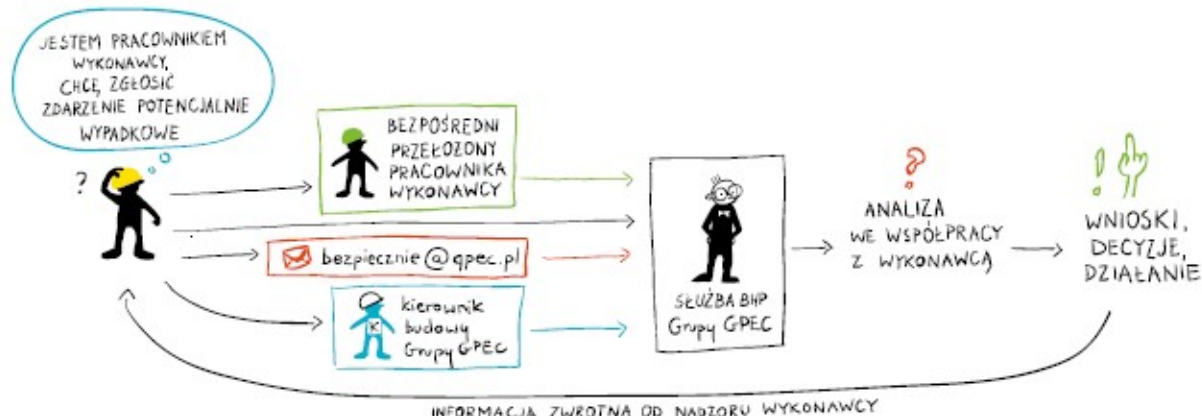 JESTEM PRACOWNIKIEM
WYKONAWCY,
CHCĘ ZGŁOSIĆ
ZDARZENIE POTENCJALNIE
WYPADKOWE
?
BEZPOŚREDNI
PRZEŁOŻONY
PRACOWNIKA
WYKONAWCY
bezpiecznie@gpec.pl
K
kierownik
budowy
Grupy GPEC
SŁUŻBA BHP
Grupy GPEC
?
ANALIZA
WE WSPÓŁPRACY
Z WYKONAWCĄ
!
WNIOSKI,
DECYZJE,
DZIAŁANIE
INFORMACJA ZWROTNA OD NADZORU WYKONAWCY